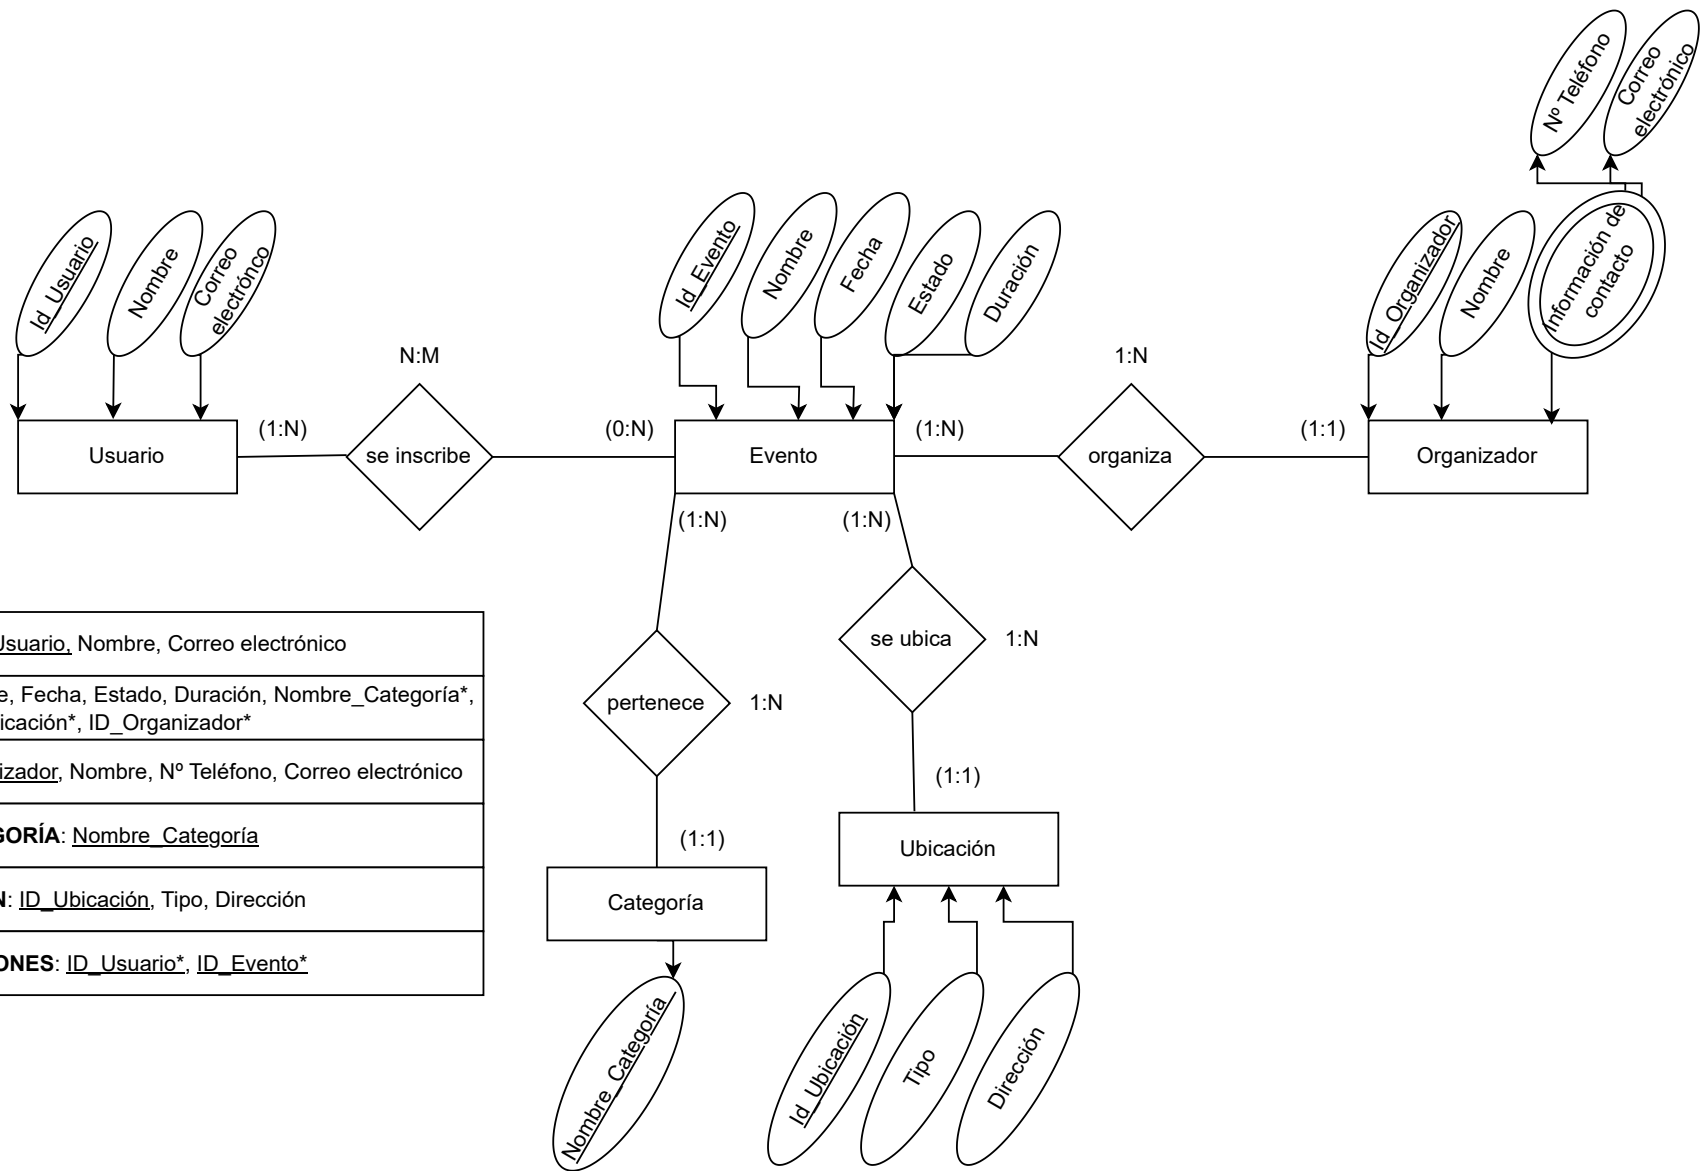 Nº Teléfono
Correo
electrónico
Id_Usuario
Nombre
Correo
electrónco
Id_Evento
Nombre
Fecha
Estado
Duración
Id_Organizador
Nombre
Información de
contacto
N:M
1:N
(1:N)
(0:N)
(1:N)
(1:1)
Usuario
se inscribe
Evento
organiza
Organizador
(1:N)
(1:N)
se ubica
1:N
pertenece
1:N
(1:1)
(1:1)
Ubicación
Categoría
Usuario, Nombre, Correo electrónico
e, Fecha, Estado, Duración, Nombre_Categoría*,
icación*, ID_Organizador*
izador, Nombre, Nº Teléfono, Correo electrónico
GORÍA: Nombre_Categoría
N: ID_Ubicación, Tipo, Dirección
ONES: ID_Usuario*, ID_Evento*
Nombre_Categoría
Id_Ubicación
Tipo
Dirección